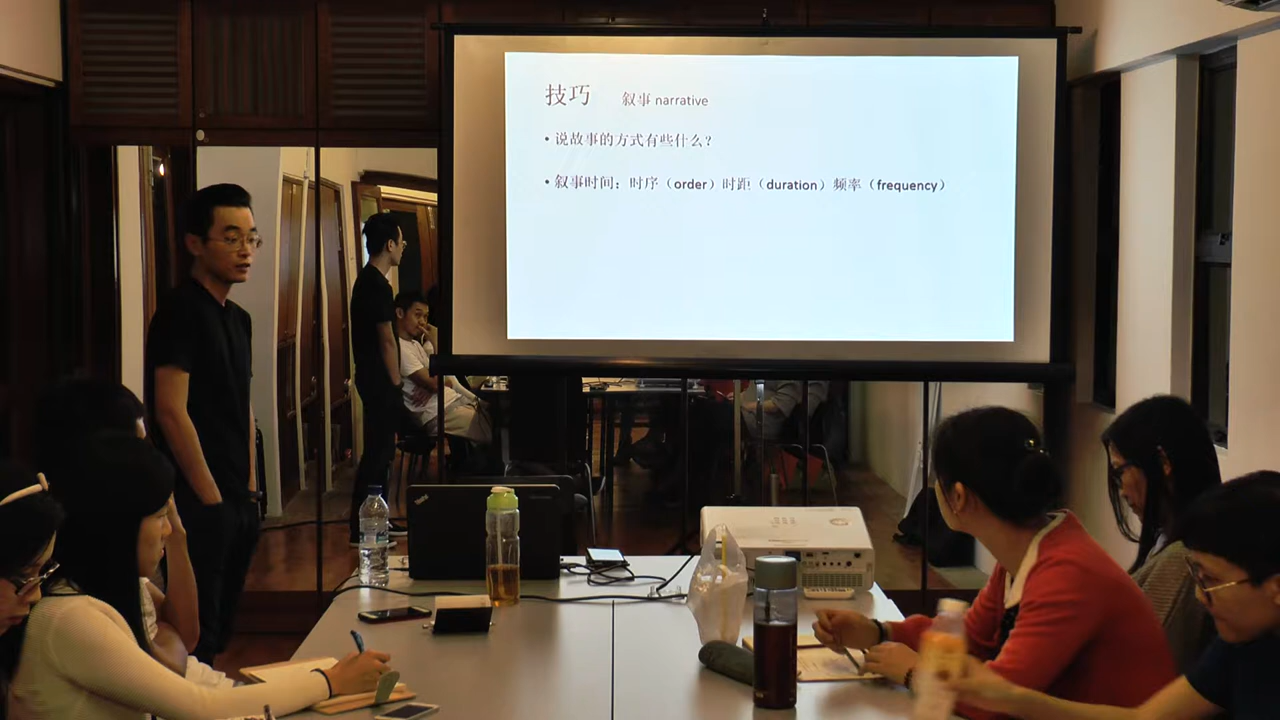 技巧 叙事 narrative
• 说故事的方式有些什么？
• 叙事时间：时序（order）时距（duration）频率（frequency）